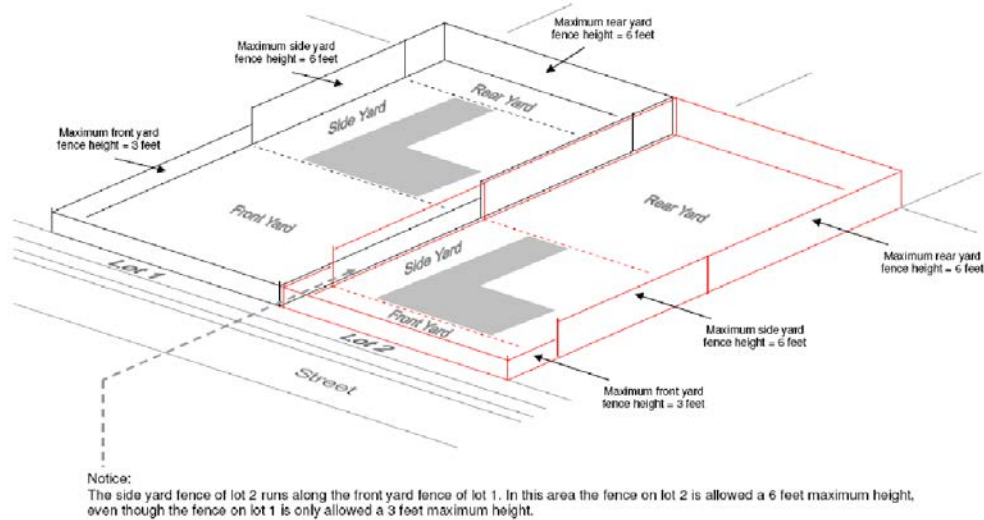 Maximum rear yard
fence height = 6 feet
Maximum side yard
fence height = 6 feet
Rear Yard
Side Yard
Maximum front yard
fence height = 3 feet
Front Yard
Rear Yard
Side Yard
Maximum rear yard
fence height = 6 feet
Lot 1
Front Yard
Maximum side yard
fence height = 6 feet
Lot 2
Street
Maximum front yard
fence height = 3 feet
Notice:
The side yard fence of lot 2 runs along the front yard fence of lot 1. In this area the fence on lot 2 is allowed a 6 feet maximum height,
even though the fence on lot 1 is only allowed a 3 feet maximum height.